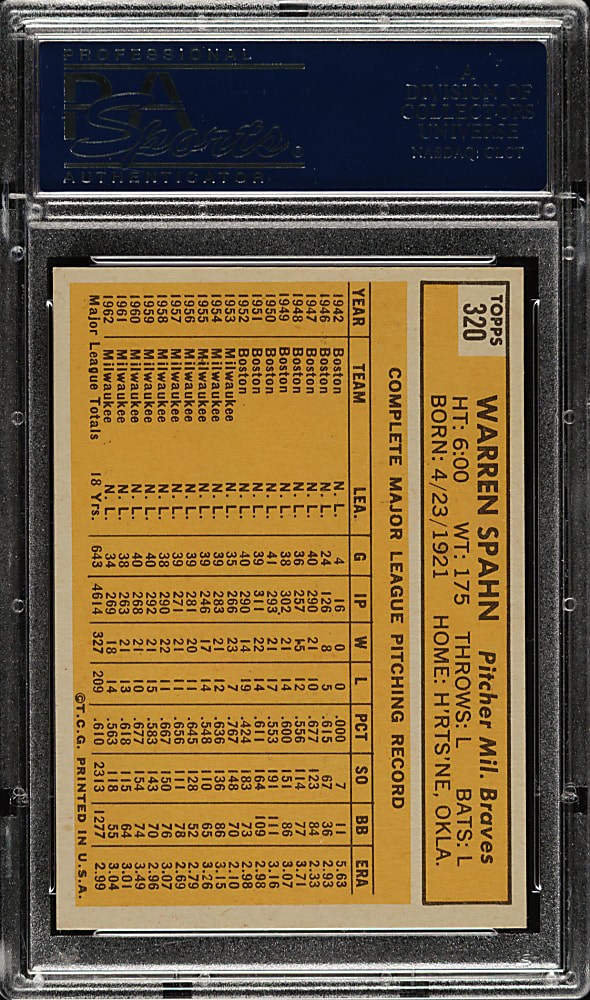 PROFESSIONAL
PSA
Sports
AUTHENTICATOR
A
DIVISION OF
COLLECTORS
UNIVERSE
NASDAQ: CLCT
TOPPS
320
WARREN SPAHN Pitcher Mil. Braves
HT: 6:00 WT: 175 THROWS: L BATS: L
BORN: 4/23/1921 HOME: H'RTS'NE, OKLA.
COMPLETE MAJOR LEAGUE PITCHING RECORD
YEAR TEAM LEA. G IP W L PCT SO BB ERA
1942 Boston N. L. 4 16 0 0 .000 7 11 5.63
1946 Boston N. L. 24 126 8 5 .615 67 36 2.93
1947 Boston N. L. 40 290 21 10 .677 123 84 2.33
1948 Boston N. L. 36 257 15 12 .556 114 77 3.71
1949 Boston N. L. 38 302 21 14 .600 151 86 3.07
1950 Boston N. L. 41 293 21 17 .553 191 111 3.16
1951 Boston N. L. 39 311 22 14 .611 164 109 2.98
1952 Boston N. L. 40 290 14 19 .424 183 73 2.98
1953 Milwaukee N. L. 35 266 23 7 .767 148 70 2.10
1954 Milwaukee N. L. 39 283 21 12 .636 136 86 3.15
1955 Milwaukee N. L. 39 246 17 14 .548 110 65 3.26
1956 Milwaukee N. L. 39 281 20 11 .645 128 52 2.79
1957 Milwaukee N. L. 39 271 21 11 .656 111 78 2.69
1958 Milwaukee N. L. 38 290 22 11 .667 150 76 3.07
1959 Milwaukee N. L. 40 292 21 15 .583 143 70 2.96
1960 Milwaukee N. L. 40 268 21 10 .677 154 74 3.49
1961 Milwaukee N. L. 38 263 21 13 .618 115 64 3.01
1962 Milwaukee N. L. 34 269 18 14 .563 118 55 3.04
Major League Totals 18 Yrs. 643 4614 327 209 .610 2313 1277 2.99
©T.C.G. PRINTED IN U.S.A.